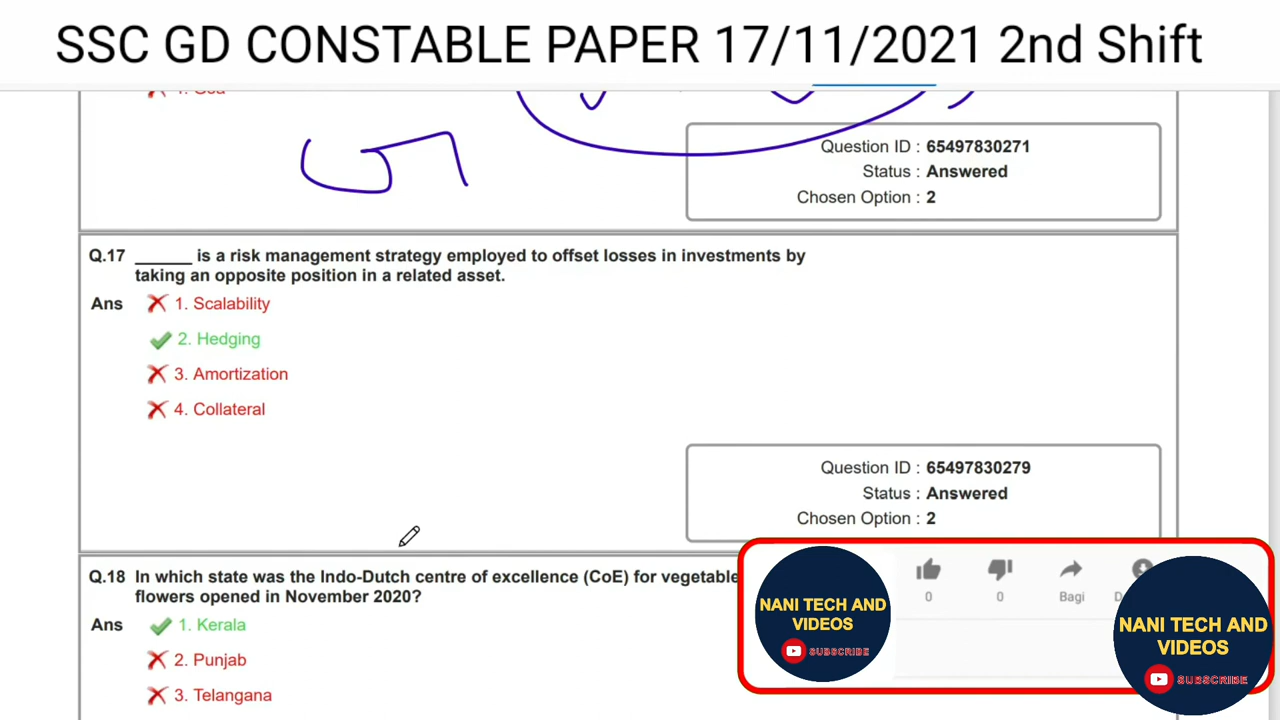 SSC GD CONSTABLE PAPER 17/11/2021 2nd Shift
Question ID : 65497830271
Status : Answered
Chosen Option : 2
Q.17 ______ is a risk management strategy employed to offset losses in investments by
taking an opposite position in a related asset.
Ans 1. Scalability
2. Hedging
3. Amortization
4. Collateral
Question ID : 65497830279
Status : Answered
Chosen Option : 2
Q.18 In which state was the Indo-Dutch centre of excellence (CoE) for vegetable
flowers opened in November 2020?
Ans 1. Kerala
2. Punjab
3. Telangana
NANI TECH AND
VIDEOS
SUBSCRIBE
0
0
Bagi
NANI TECH AND
VIDEOS
SUBSCRIBE